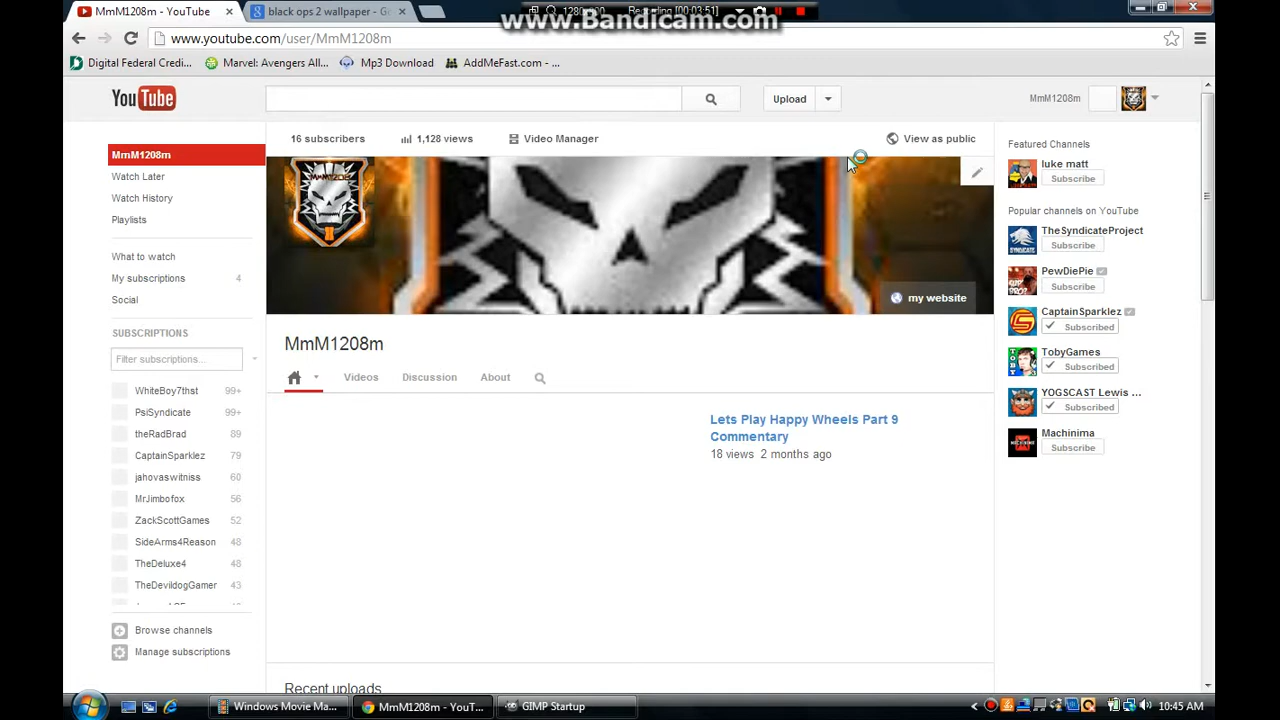 MmM1208m - YouTube
black ops 2 wallpaper - Go
www.Bandicam.com
Recording [00:03:51]
www.youtube.com/user/MmM1208m
Digital Federal Credi...
Marvel: Avengers All...
Mp3 Download
AddMeFast.com - ...
YouTube
Upload
MmM1208m
16 subscribers
1,128 views
Video Manager
View as public
MmM1208m
Watch Later
Watch History
Playlists
What to watch
My subscriptions 4
Social
SUBSCRIPTIONS
Filter subscriptions...
WhiteBoy7thst 99+
PsiSyndicate 99+
theRadBrad 89
CaptainSparklez 79
jahovaswitniss 60
MrJimbofox 56
ZackScottGames 52
SideArms4Reason 48
TheDeluxe4 48
TheDevildogGamer 43
Browse channels
Manage subscriptions
my website
MmM1208m
Videos
Discussion
About
Lets Play Happy Wheels Part 9
Commentary
18 views 2 months ago
Recent uploads
Featured Channels
luke matt
Subscribe
Popular channels on YouTube
TheSyndicateProject
Subscribe
PewDiePie
Subscribe
CaptainSparklez
Subscribed
TobyGames
Subscribed
YOGSCAST Lewis ...
Subscribed
Machinima
Subscribe
Windows Movie Ma...
MmM1208m - YouT...
GIMP Startup
10:45 AM